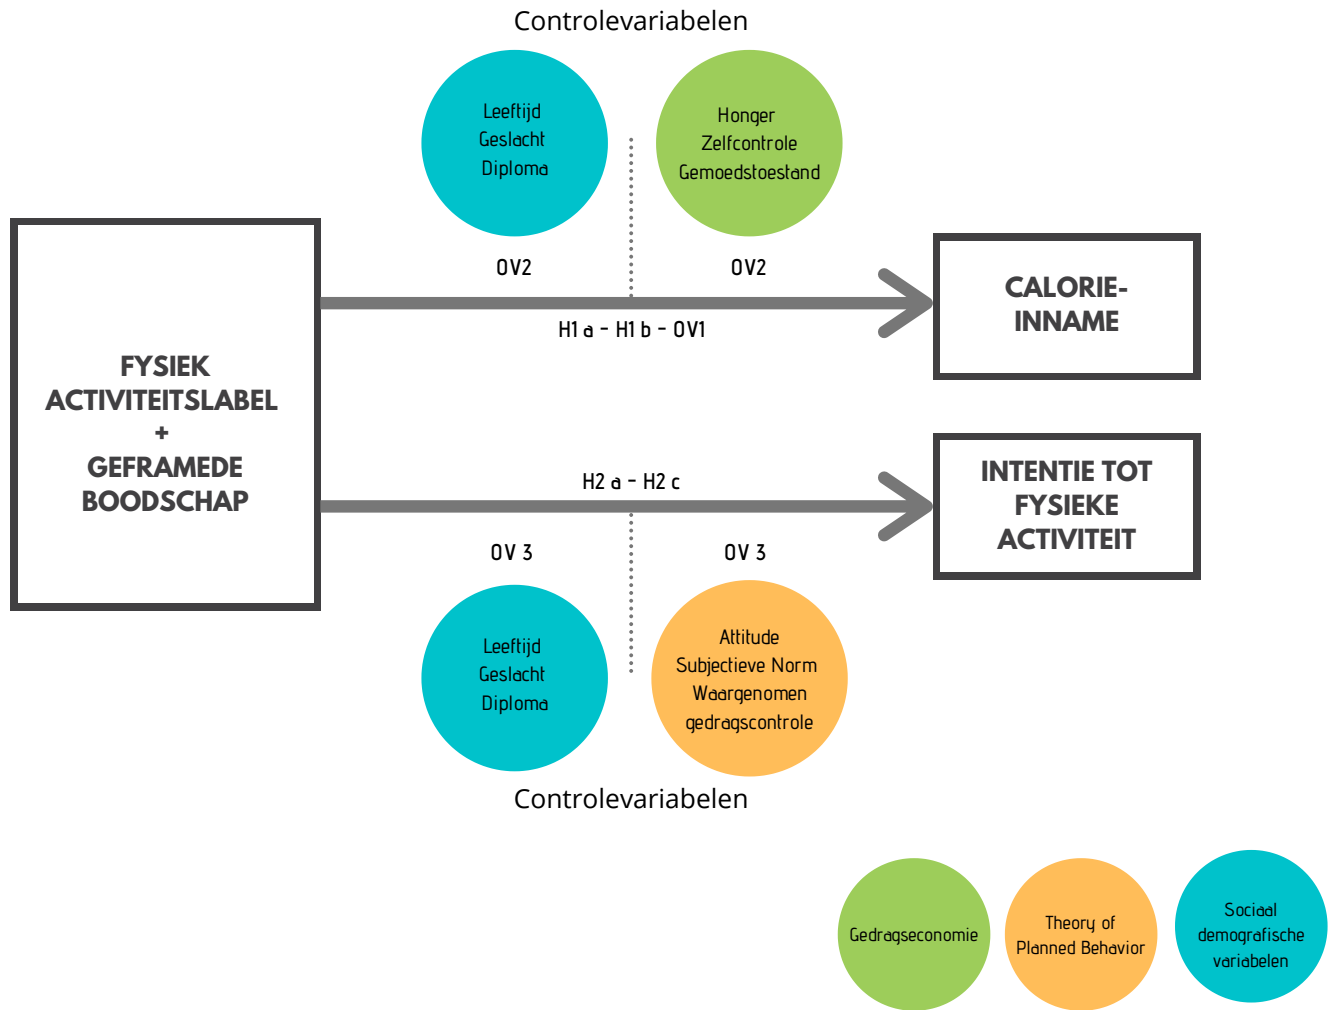 Controlevariabelen
Leeftijd
Geslacht
Diploma
Honger
Zelfcontrole
Gemoedstoestand
OV2
OV2
H1 a - H1 b - OV1
FYSIEK
ACTIVITEITSLABEL
+
GEFRAMEDE
BOODSCHAP
CALORIE-
INNAME
H2 a - H2 c
INTENTIE TOT
FYSIEKE
ACTIVITEIT
OV 3
OV 3
Leeftijd
Geslacht
Diploma
Attitude
Subjectieve Norm
Waargenomen
gedragscontrole
Controlevariabelen
Gedragseconomie
Theory of
Planned Behavior
Sociaal
demografische
variabelen